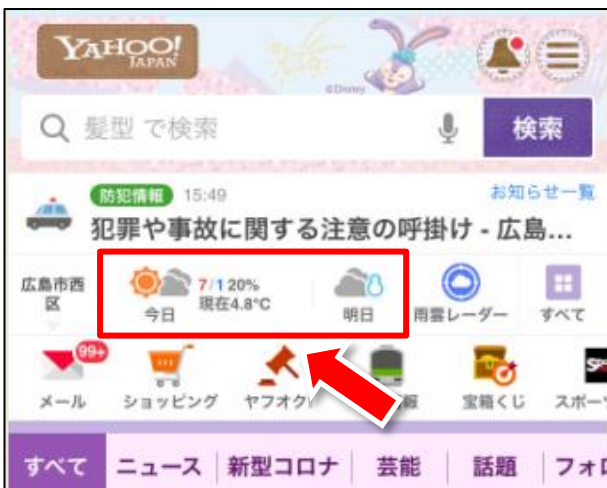 YAHOO!
JAPAN
©Disney
髪型 で検索
検索
防犯情報 15:49 お知らせ一覧
犯罪や事故に関する注意の呼掛け - 広島...
広島市西区
7/1 20%
現在4.8°C
今日 明日 雨雲レーダー すべて
99+
メール ショッピング ヤフオク 報 宝箱くじ スポー
すべて ニュース 新型コロナ 芸能 話題 フォロ